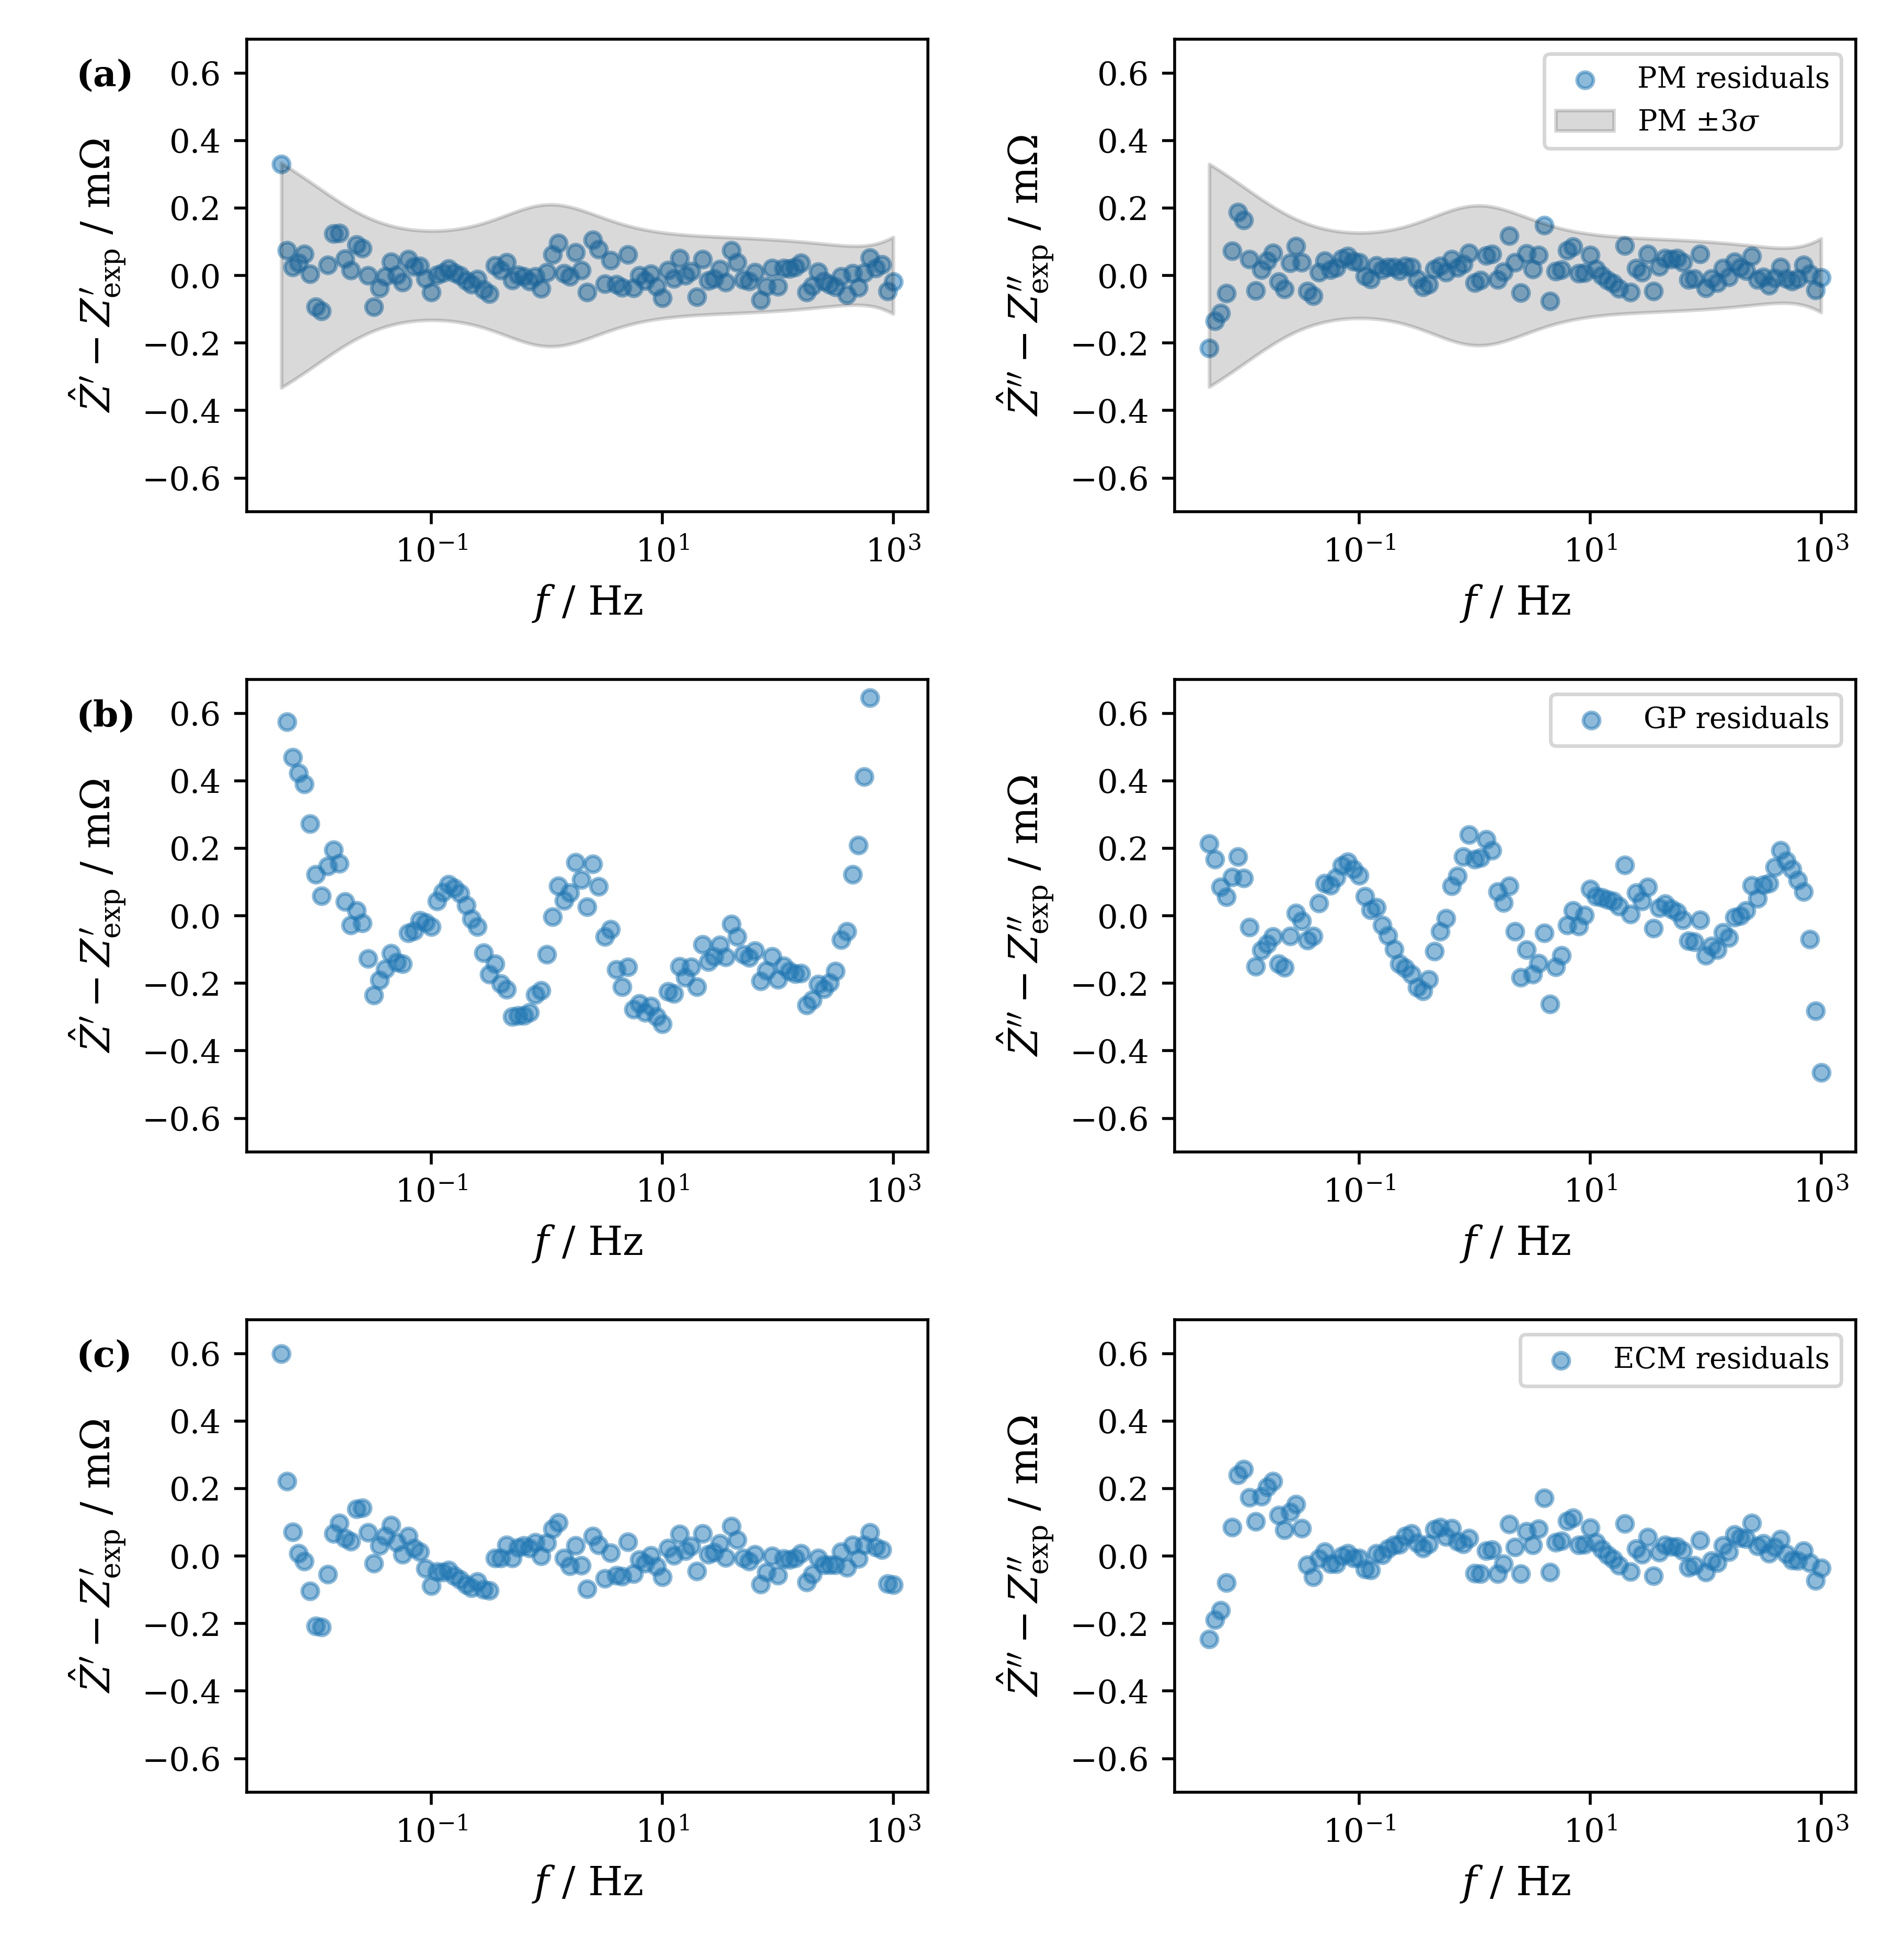 (a)
0.6
0.4
0.2
0.0
−0.2
−0.4
−0.6
Ẑ′ − Z′exp / mΩ
10⁻¹ 10¹ 10³
f / Hz
0.6
0.4
0.2
0.0
−0.2
−0.4
−0.6
Ẑ″ − Z″exp / mΩ
PM residuals
PM ±3σ
10⁻¹ 10¹ 10³
f / Hz
(b)
0.6
0.4
0.2
0.0
−0.2
−0.4
−0.6
Ẑ′ − Z′exp / mΩ
10⁻¹ 10¹ 10³
f / Hz
0.6
0.4
0.2
0.0
−0.2
−0.4
−0.6
Ẑ″ − Z″exp / mΩ
GP residuals
10⁻¹ 10¹ 10³
f / Hz
(c)
0.6
0.4
0.2
0.0
−0.2
−0.4
−0.6
Ẑ′ − Z′exp / mΩ
10⁻¹ 10¹ 10³
f / Hz
0.6
0.4
0.2
0.0
−0.2
−0.4
−0.6
Ẑ″ − Z″exp / mΩ
ECM residuals
10⁻¹ 10¹ 10³
f / Hz